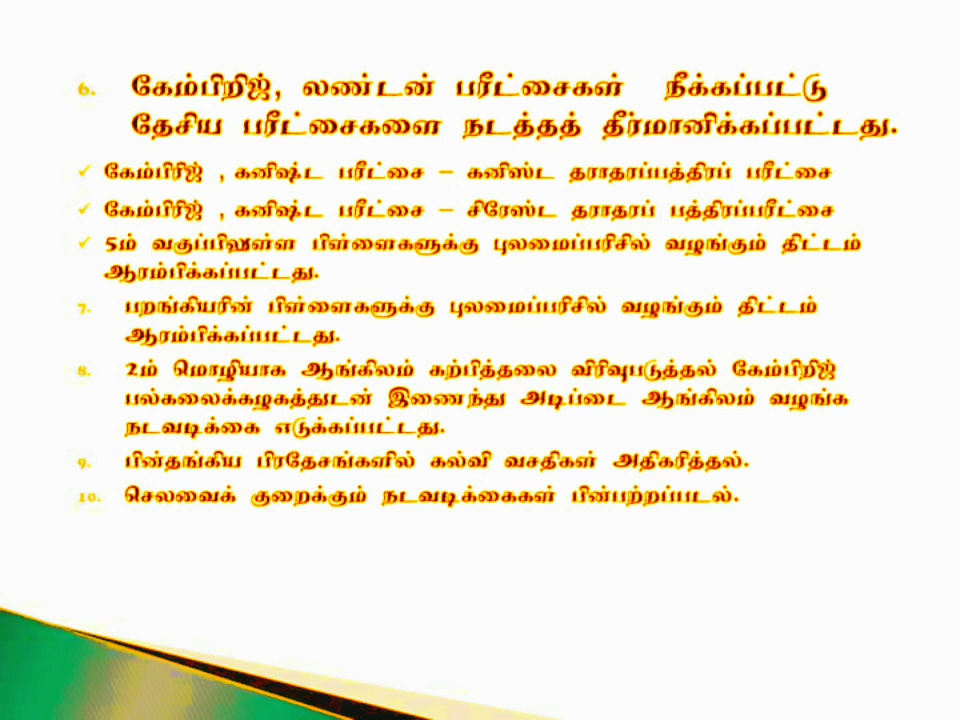 6. கேம்பிறிஜ், லண்டன் பரீட்சைகள் நீக்கப்பட்டு
தேசிய பரீட்சைகளை நடத்தத் தீர்மானிக்கப்பட்டது.
✓ கேம்பிரிஜ் , கனிஷ்ட பரீட்சை – கனிஸ்ட தராதரப்பத்திரப் பரீட்சை
✓ கேம்பிரிஜ் , கனிஷ்ட பரீட்சை – சிரேஸ்ட தராதரப் பத்திரப்பரீட்சை
✓ 5ம் வகுப்பிலுள்ள பிள்ளைகளுக்கு புலமைப்பரிசில் வழங்கும் திட்டம்
ஆரம்பிக்கப்பட்டது.
7. பறங்கியரின் பிள்ளைகளுக்கு புலமைப்பரிசில் வழங்கும் திட்டம்
ஆரம்பிக்கப்பட்டது.
8. 2ம் மொழியாக ஆங்கிலம் கற்பித்தலை விரிவுபடுத்தல் கேம்பிறிஜ்
பல்கலைக்கழகத்துடன் இணைந்து அடிப்டை ஆங்கிலம் வழங்க
நடவடிக்கை எடுக்கப்பட்டது.
9. பின்தங்கிய பிரதேசங்களில் கல்வி வசதிகள் அதிகரித்தல்.
10. செலவைக் குறைக்கும் நடவடிக்கைகள் பின்பற்றப்படல்.